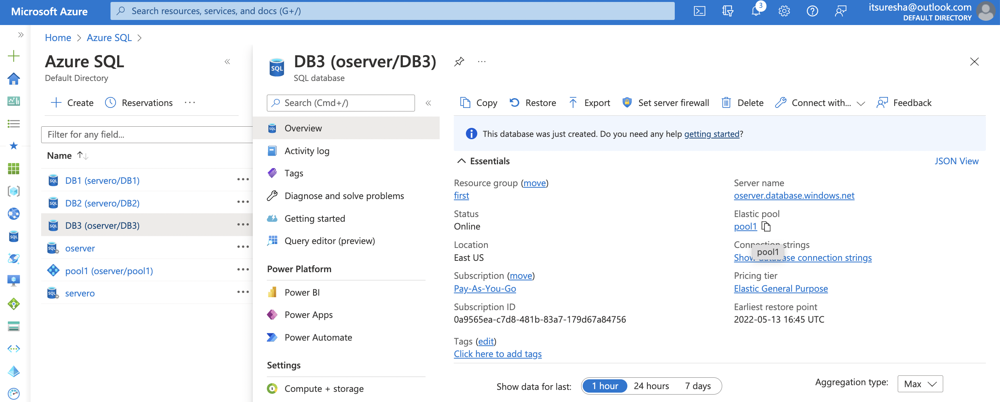 Microsoft Azure
Search resources, services, and docs (G+/)
3
itsuresha@outlook.com
DEFAULT DIRECTORY
Home > Azure SQL >
Azure SQL
Default Directory
Create
Reservations
Filter for any field...
Name
DB1 (servero/DB1)
DB2 (servero/DB2)
DB3 (oserver/DB3)
oserver
pool1 (oserver/pool1)
servero
DB3 (oserver/DB3)
SQL database
Search (Cmd+/)
Overview
Activity log
Tags
Diagnose and solve problems
Getting started
Query editor (preview)
Power Platform
Power BI
Power Apps
Power Automate
Settings
Compute + storage
Copy
Restore
Export
Set server firewall
Delete
Connect with...
Feedback
This database was just created. Do you need any help getting started?
Essentials
JSON View
Resource group (move)
first
Status
Online
Location
East US
Subscription (move)
Pay-As-You-Go
Subscription ID
0a9565ea-c7d8-481b-83a7-179d67a84756
Tags (edit)
Click here to add tags
Server name
oserver.database.windows.net
Elastic pool
pool1
Connection strings
pool1
Show database connection strings
Pricing tier
Elastic General Purpose
Earliest restore point
2022-05-13 16:45 UTC
Show data for last:
1 hour
24 hours
7 days
Aggregation type:
Max